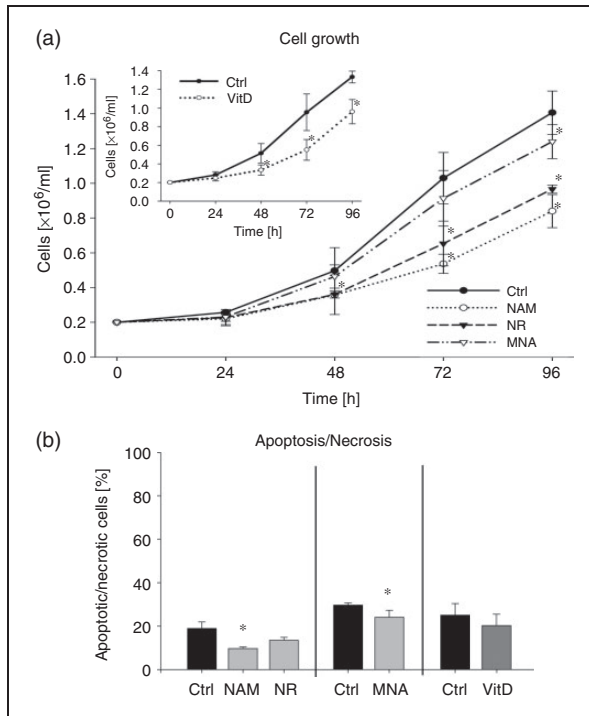 (a)
Cell growth
Cells [×10⁶/ml]
1.6
1.4
1.2
1.0
0.8
0.6
0.4
0.2
0.0
0 24 48 72 96
Time [h]
Ctrl
VitD
Cells [×10⁶/ml]
1.4
1.2
1.0
0.8
0.6
0.4
0.2
0.0
0 24 48 72 96
Time [h]
* * *
* * * * * *
Ctrl
NAM
NR
MNA
(b)
Apoptosis/Necrosis
Apoptotic/necrotic cells [%]
100
80
60
40
20
0
* *
Ctrl NAM NR Ctrl MNA Ctrl VitD